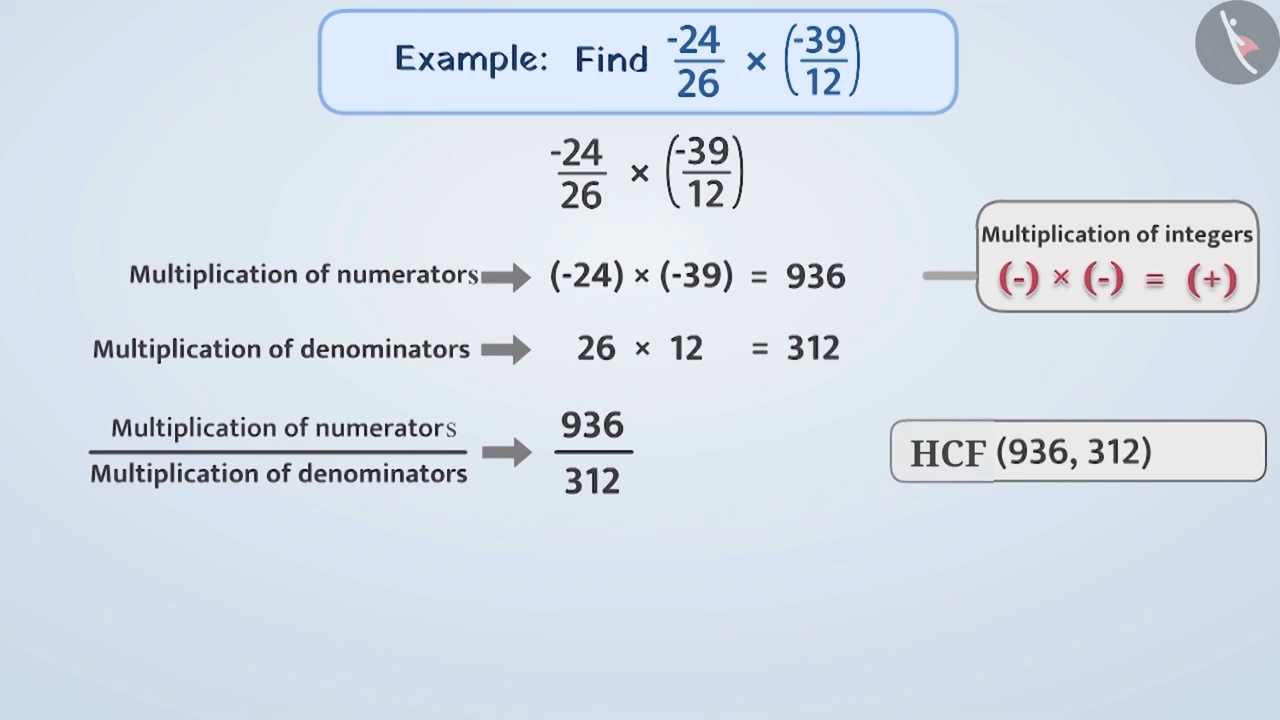 Example: Find -24/26 × (-39/12)
-24/26 × (-39/12)
Multiplication of integers
(-) × (-) = (+)
Multiplication of numerators (-24) × (-39) = 936
Multiplication of denominators 26 × 12 = 312
Multiplication of numerators
Multiplication of denominators
936
312
HCF (936, 312)